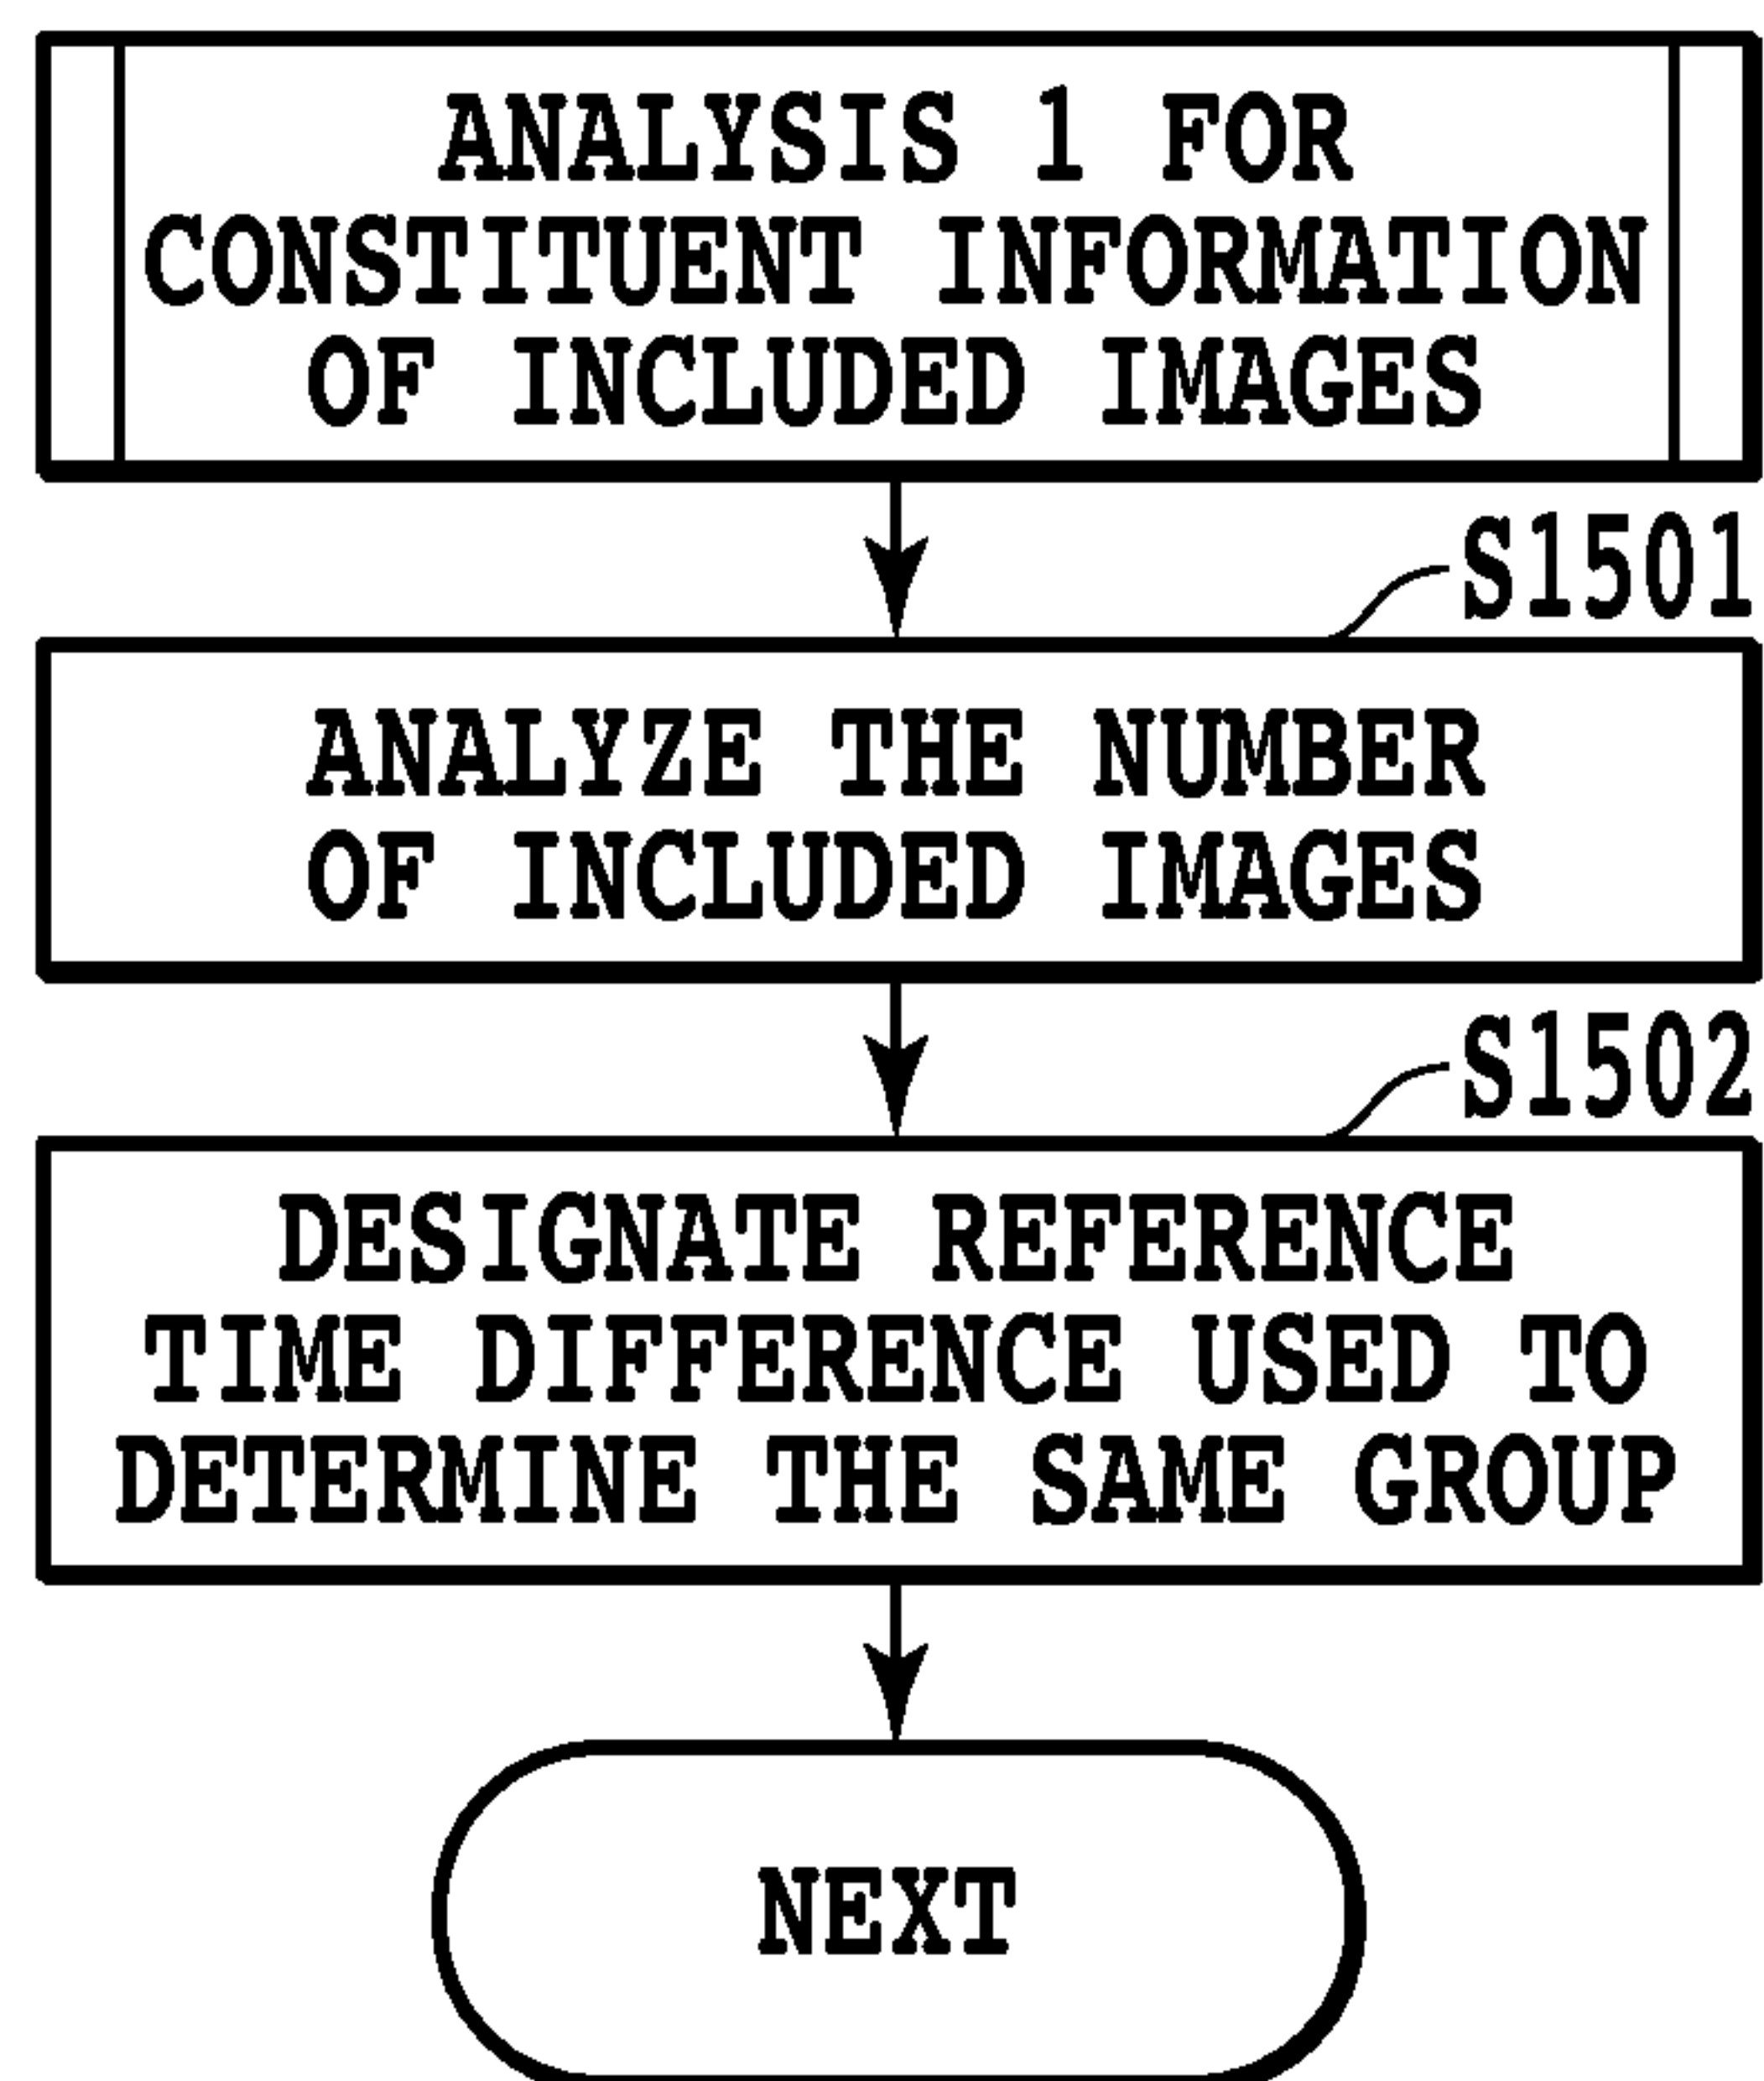 ANALYSIS 1 FOR
CONSTITUENT INFORMATION
OF INCLUDED IMAGES
S1501
ANALYZE THE NUMBER
OF INCLUDED IMAGES
S1502
DESIGNATE REFERENCE
TIME DIFFERENCE USED TO
DETERMINE THE SAME GROUP
NEXT